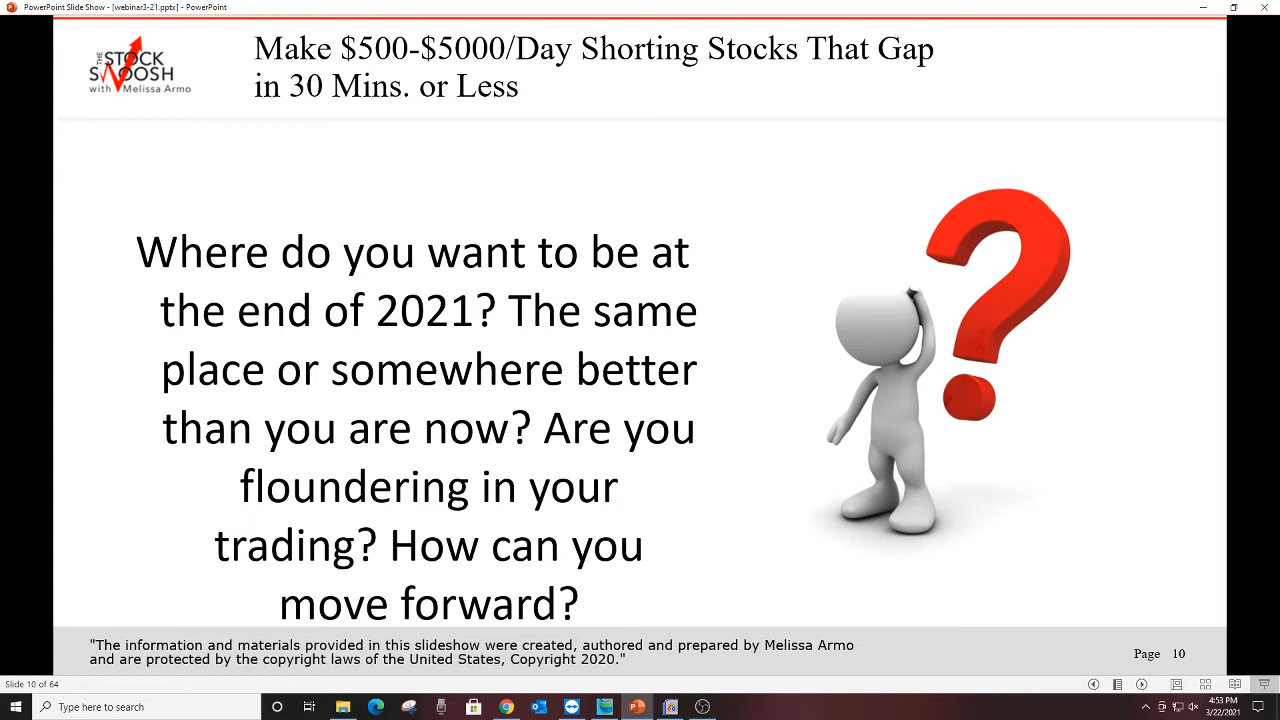 PowerPoint Slide Show - [webinar3-21.pptx] - PowerPoint
THE
STOCK
SWOOSH
with Melissa Armo
Make $500-$5000/Day Shorting Stocks That Gap
in 30 Mins. or Less
Where do you want to be at
the end of 2021? The same
place or somewhere better
than you are now? Are you
floundering in your
trading? How can you
move forward?
"The information and materials provided in this slideshow were created, authored and prepared by Melissa Armo
and are protected by the copyright laws of the United States, Copyright 2020."
Page 10
Slide 10 of 64
Type here to search
4:53 PM
3/22/2021